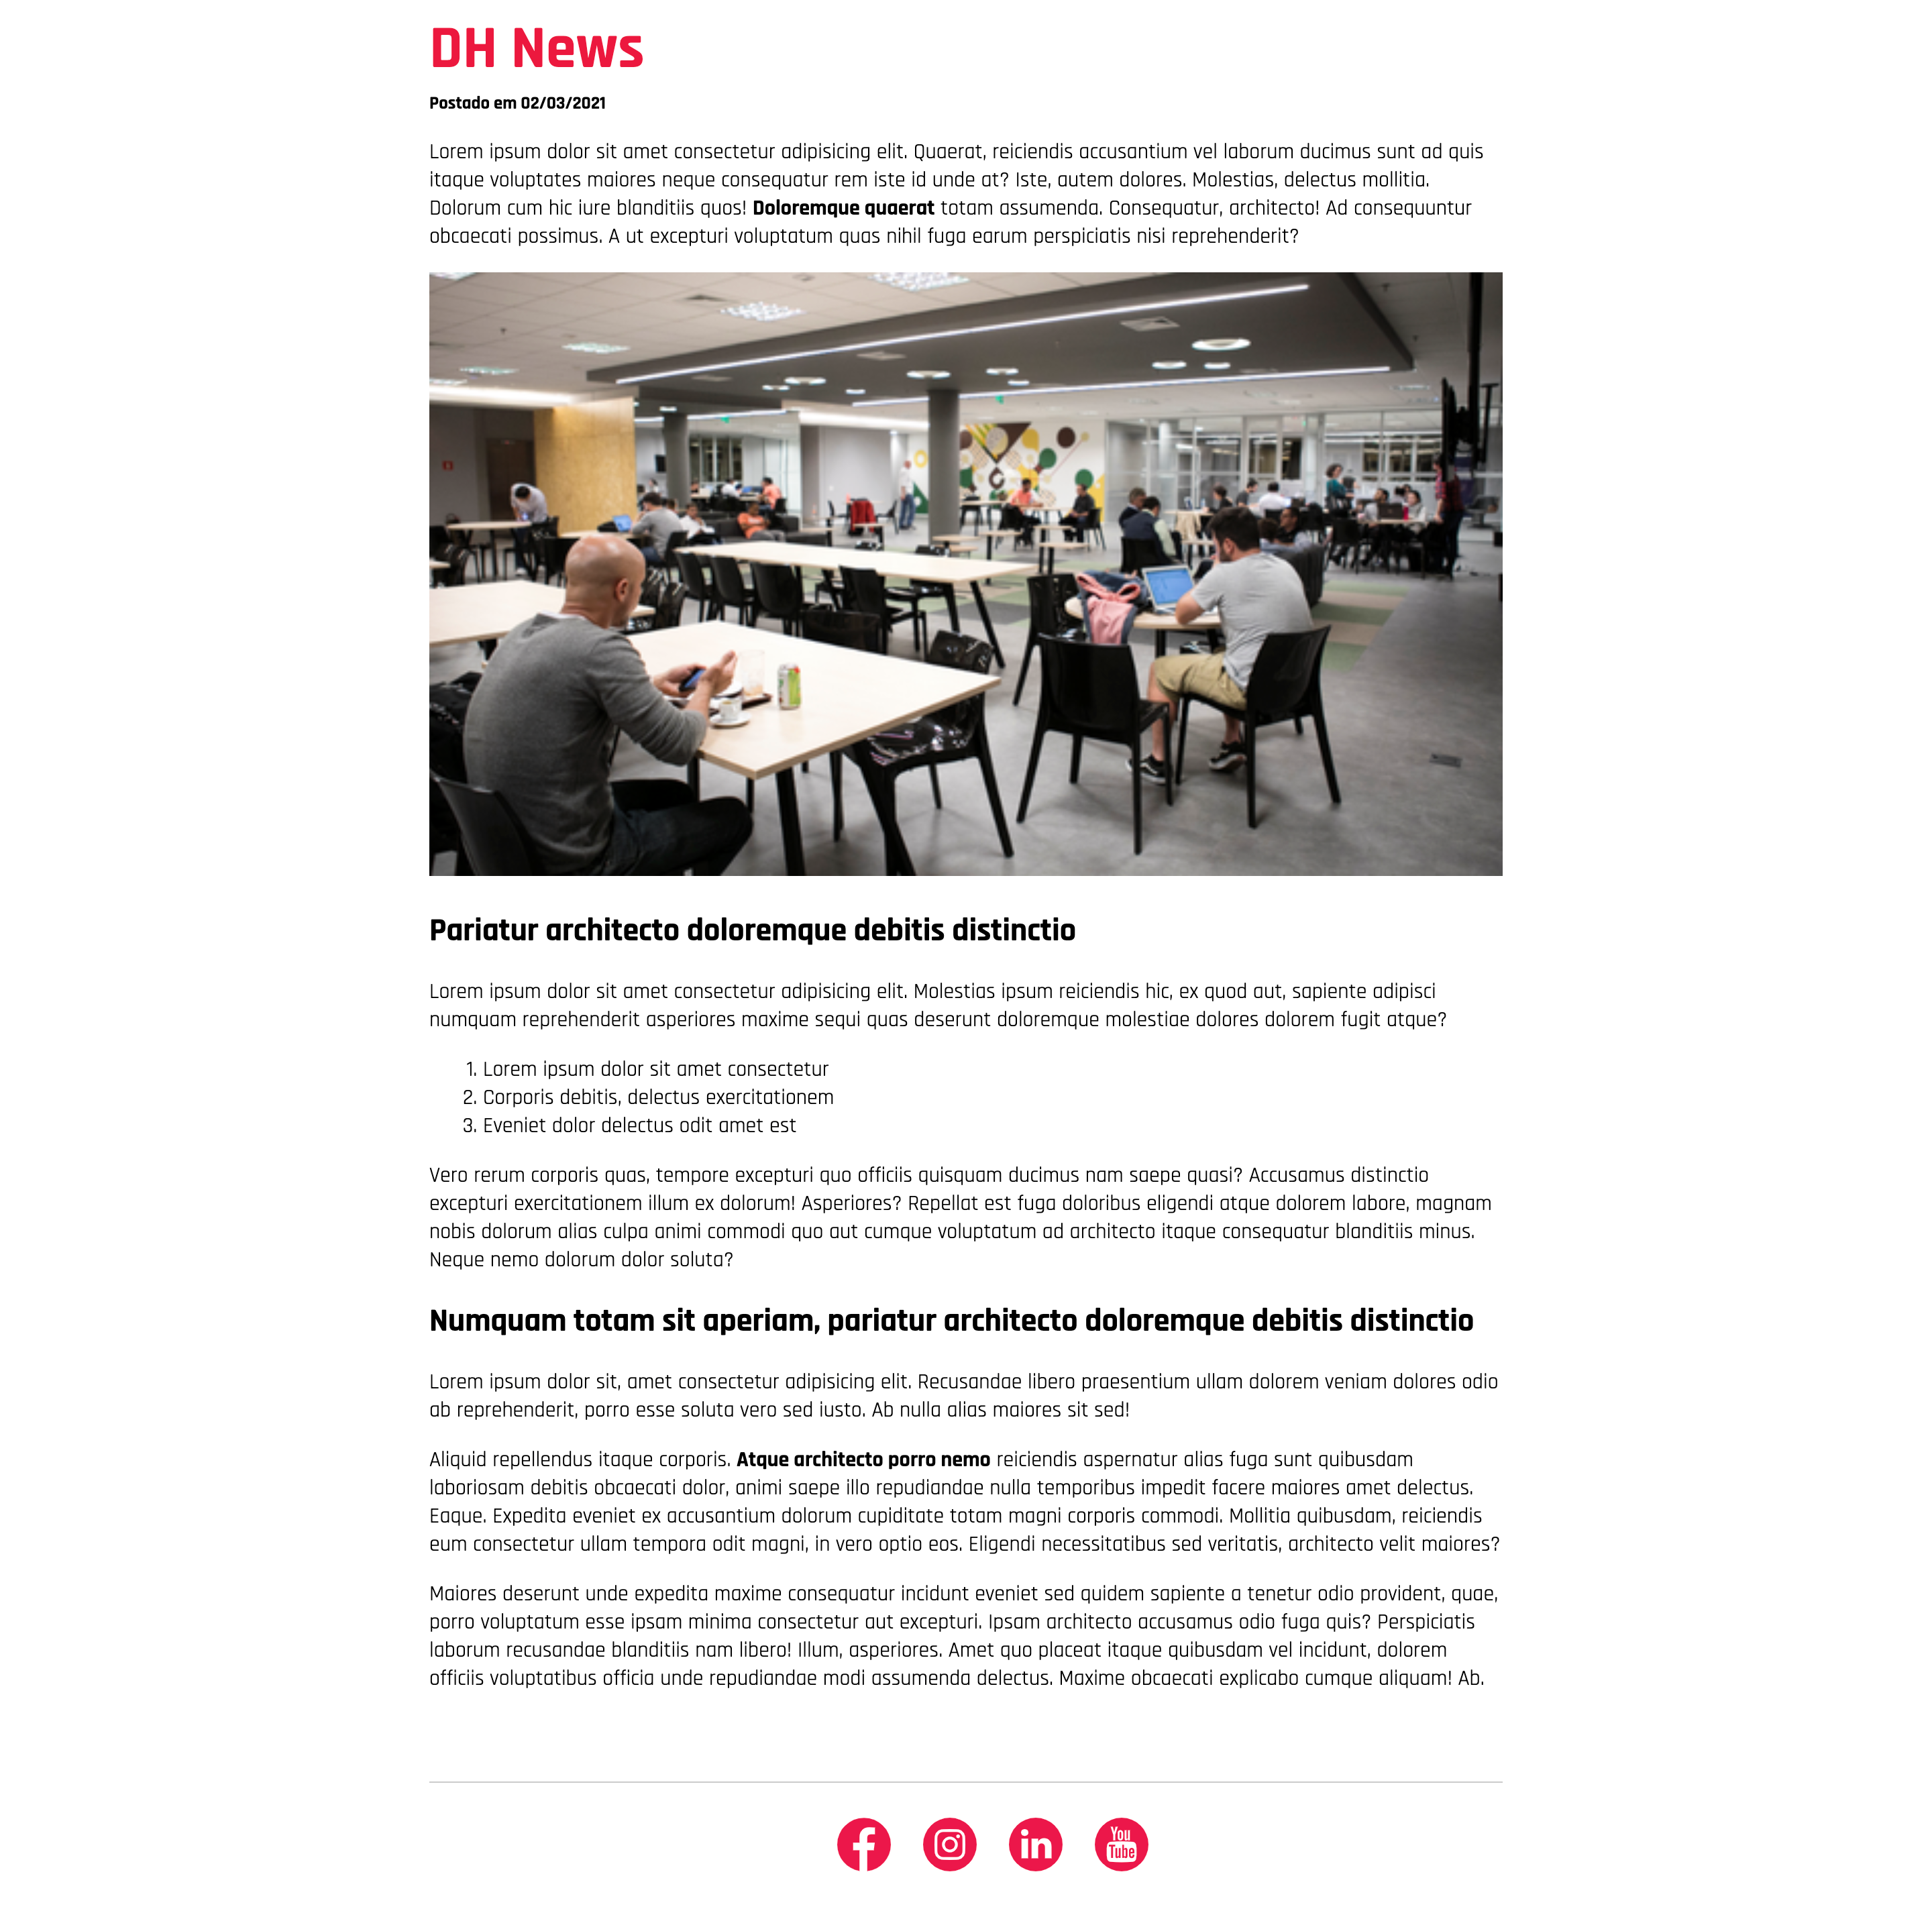 DH News
Postado em 02/03/2021
Lorem ipsum dolor sit amet consectetur adipisicing elit. Quaerat, reiciendis accusantium vel laborum ducimus sunt ad quis
itaque voluptates maiores neque consequatur rem iste id unde at? Iste, autem dolores. Molestias, delectus mollitia.
Dolorum cum hic iure blanditiis quos! Doloremque quaerat totam assumenda. Consequatur, architecto! Ad consequuntur
obcaecati possimus. A ut excepturi voluptatum quas nihil fuga earum perspiciatis nisi reprehenderit?
Pariatur architecto doloremque debitis distinctio
Lorem ipsum dolor sit amet consectetur adipisicing elit. Molestias ipsum reiciendis hic, ex quod aut, sapiente adipisci
numquam reprehenderit asperiores maxime sequi quas deserunt doloremque molestiae dolores dolorem fugit atque?
1. Lorem ipsum dolor sit amet consectetur
2. Corporis debitis, delectus exercitationem
3. Eveniet dolor delectus odit amet est
Vero rerum corporis quas, tempore excepturi quo officiis quisquam ducimus nam saepe quasi? Accusamus distinctio
excepturi exercitationem illum ex dolorum! Asperiores? Repellat est fuga doloribus eligendi atque dolorem labore, magnam
nobis dolorum alias culpa animi commodi quo aut cumque voluptatum ad architecto itaque consequatur blanditiis minus.
Neque nemo dolorum dolor soluta?
Numquam totam sit aperiam, pariatur architecto doloremque debitis distinctio
Lorem ipsum dolor sit, amet consectetur adipisicing elit. Recusandae libero praesentium ullam dolorem veniam dolores odio
ab reprehenderit, porro esse soluta vero sed iusto. Ab nulla alias maiores sit sed!
Aliquid repellendus itaque corporis. Atque architecto porro nemo reiciendis aspernatur alias fuga sunt quibusdam
laboriosam debitis obcaecati dolor, animi saepe illo repudiandae nulla temporibus impedit facere maiores amet delectus.
Eaque. Expedita eveniet ex accusantium dolorum cupiditate totam magni corporis commodi. Mollitia quibusdam, reiciendis
eum consectetur ullam tempora odit magni, in vero optio eos. Eligendi necessitatibus sed veritatis, architecto velit maiores?
Maiores deserunt unde expedita maxime consequatur incidunt eveniet sed quidem sapiente a tenetur odio provident, quae,
porro voluptatum esse ipsam minima consectetur aut excepturi. Ipsam architecto accusamus odio fuga quis? Perspiciatis
laborum recusandae blanditiis nam libero! Illum, asperiores. Amet quo placeat itaque quibusdam vel incidunt, dolorem
officiis voluptatibus officia unde repudiandae modi assumenda delectus. Maxime obcaecati explicabo cumque aliquam! Ab.
f
in
You
Tube